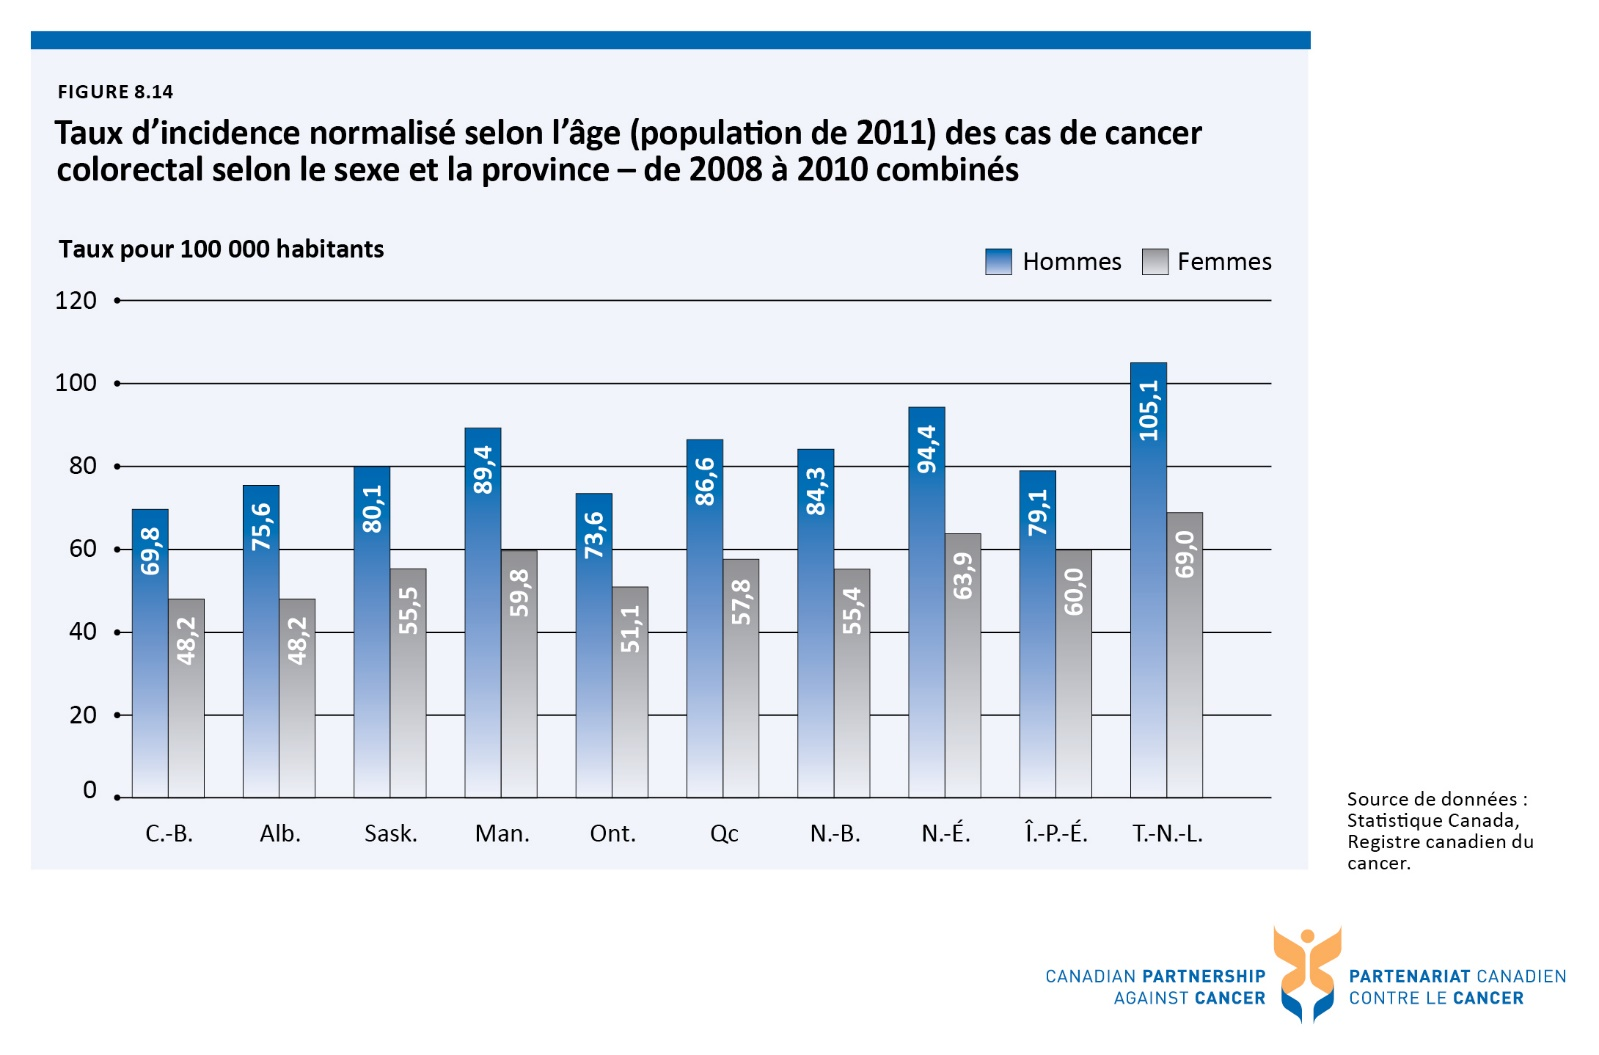 FIGURE 8.14
Taux d’incidence normalisé selon l’âge (population de 2011) des cas de cancer
colorectal selon le sexe et la province – de 2008 à 2010 combinés
Taux pour 100 000 habitants
Hommes Femmes
120
100
80
60
40
20
0
69,8 48,2 75,6 48,2 80,1 55,5 89,4 59,8 73,6 51,1 86,6 57,8 84,3 55,4 94,4 63,9 79,1 60,0 105,1 69,0
C.-B. Alb. Sask. Man. Ont. Qc N.-B. N.-É. Î.-P.-É. T.-N.-L.
Source de données :
Statistique Canada,
Registre canadien du
cancer.
CANADIAN PARTNERSHIP
AGAINST CANCER
PARTENARIAT CANADIEN
CONTRE LE CANCER